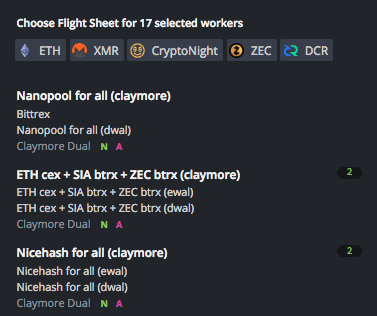 Choose Flight Sheet for 17 selected workers
ETH XMR CryptoNight ZEC DCR
Nanopool for all (claymore)
Bittrex
Nanopool for all (dwal)
Claymore Dual N A
ETH cex + SIA btrx + ZEC btrx (claymore) 2
ETH cex + SIA btrx + ZEC btrx (ewal)
ETH cex + SIA btrx + ZEC btrx (dwal)
Claymore Dual N A
Nicehash for all (claymore) 2
Nicehash for all (ewal)
Nicehash for all (dwal)
Claymore Dual N A